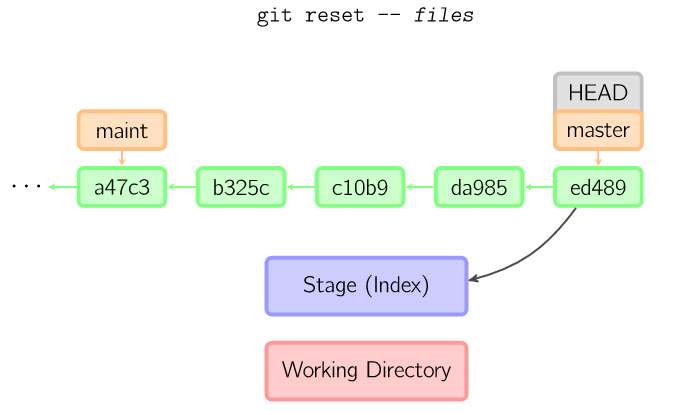 git reset -- files
HEAD
maint
master
... a47c3 b325c c10b9 da985 ed489
Stage (Index)
Working Directory